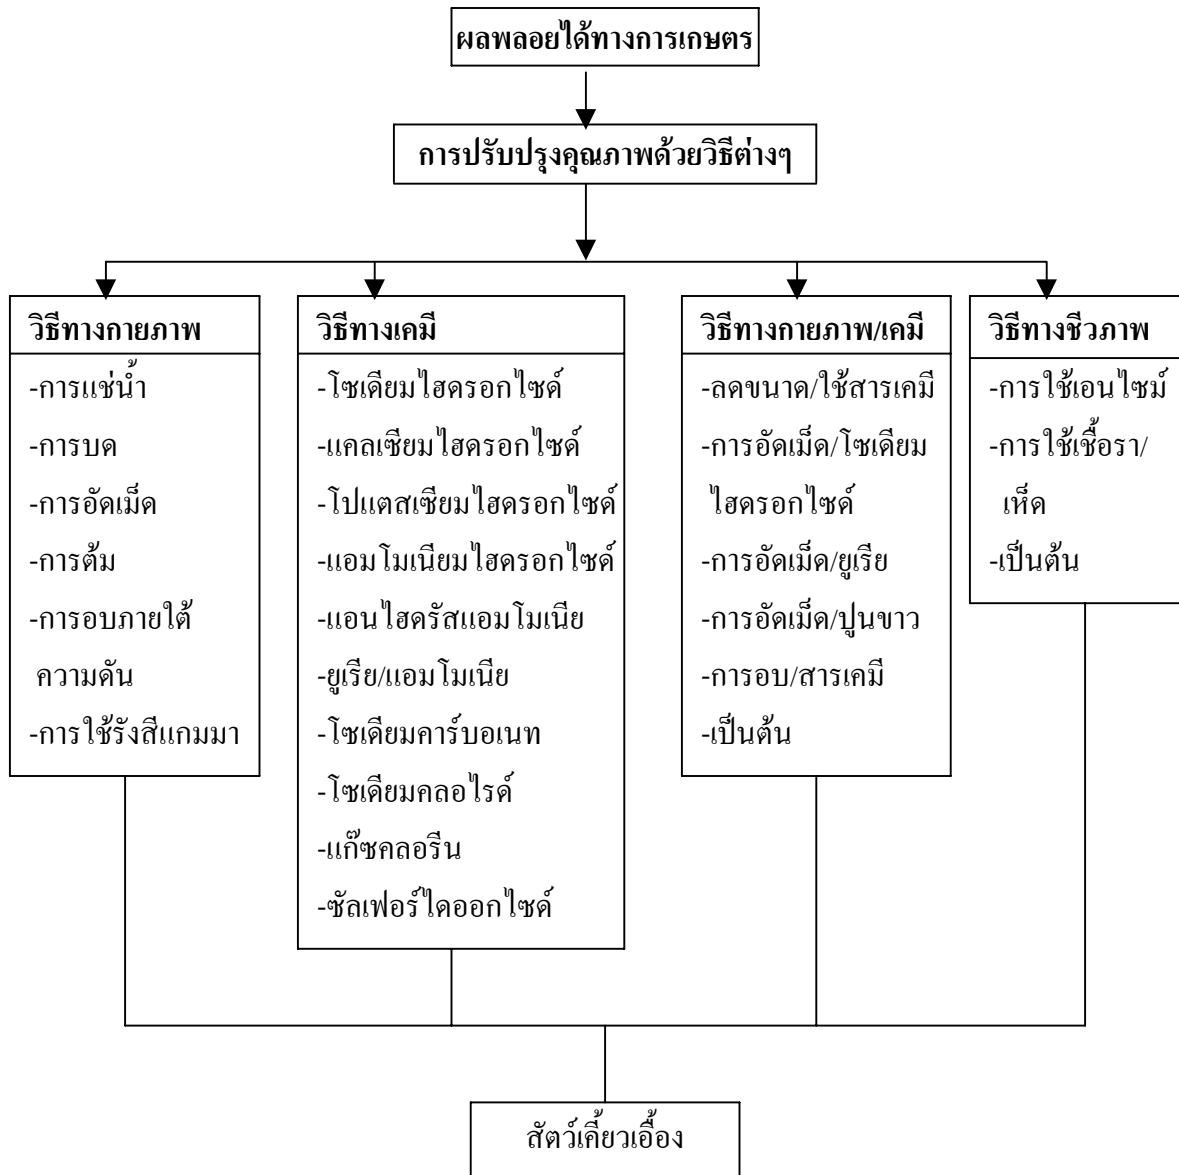 ผลพลอยได้ทางการเกษตร
การปรับปรุงคุณภาพด้วยวิธีต่างๆ
วิธีทางกายภาพ
-การแช่น้ำ
-การบด
-การอัดเม็ด
-การต้ม
-การอบภายใต้
ความดัน
-การใช้รังสีแกมมา
วิธีทางเคมี
-โซเดียมไฮดรอกไซด์
-แคลเซียมไฮดรอกไซด์
-โปแตสเซียมไฮดรอกไซด์
-แอมโมเนียมไฮดรอกไซด์
-แอนไฮดรัสแอมโมเนีย
-ยูเรีย/แอมโมเนีย
-โซเดียมคาร์บอเนท
-โซเดียมคลอไรด์
-แก๊ซคลอรีน
-ซัลเฟอร์ไดออกไซด์
วิธีทางกายภาพ/เคมี
-ลดขนาด/ใช้สารเคมี
-การอัดเม็ด/โซเดียม
ไฮดรอกไซด์
-การอัดเม็ด/ยูเรีย
-การอัดเม็ด/ปูนขาว
-การอบ/สารเคมี
-เป็นต้น
วิธีทางชีวภาพ
-การใช้เอนไซม์
-การใช้เชื้อรา/
เห็ด
-เป็นต้น
สัตว์เคี้ยวเอื้อง